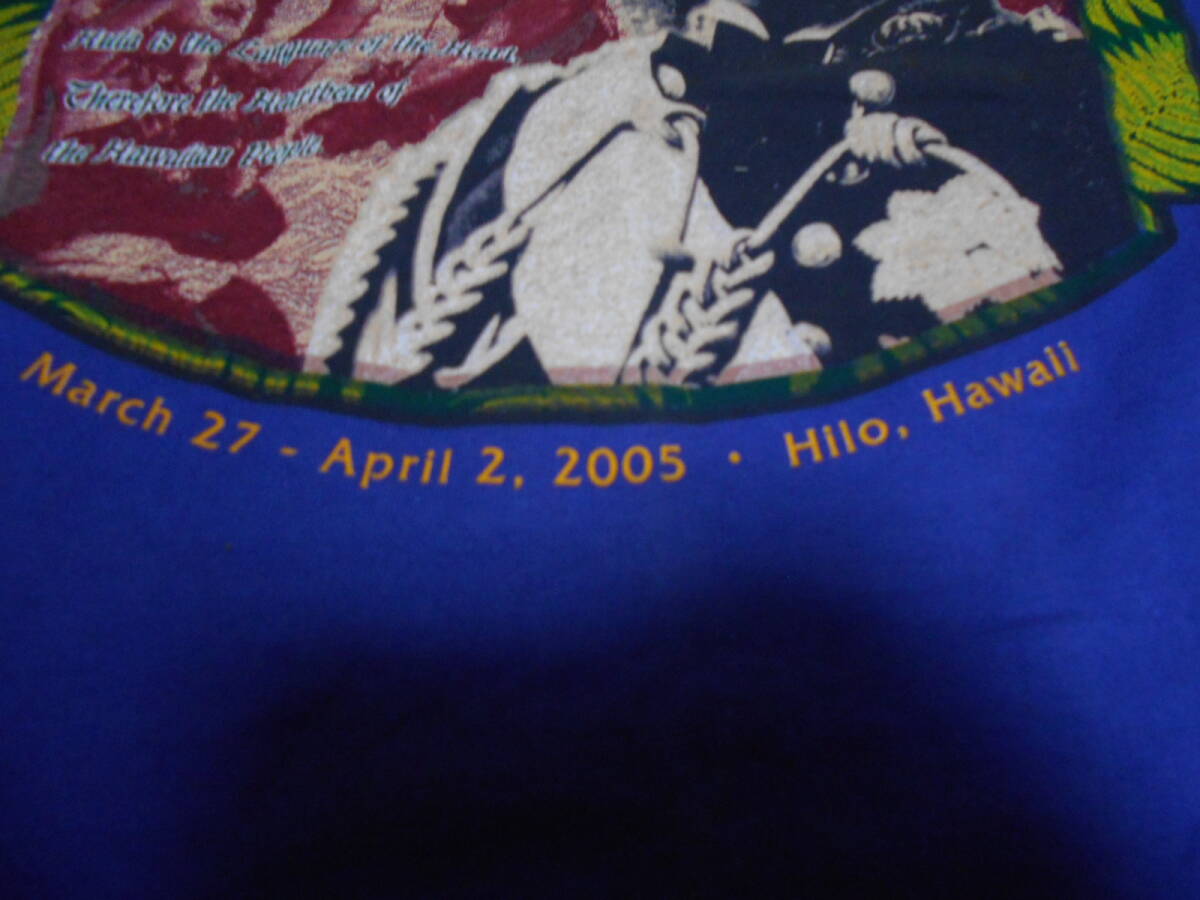 Hula is the Language of the Heart,
Therefore the Heartbeat of
the Hawaiian People
March 27 - April 2, 2005 • Hilo, Hawaii